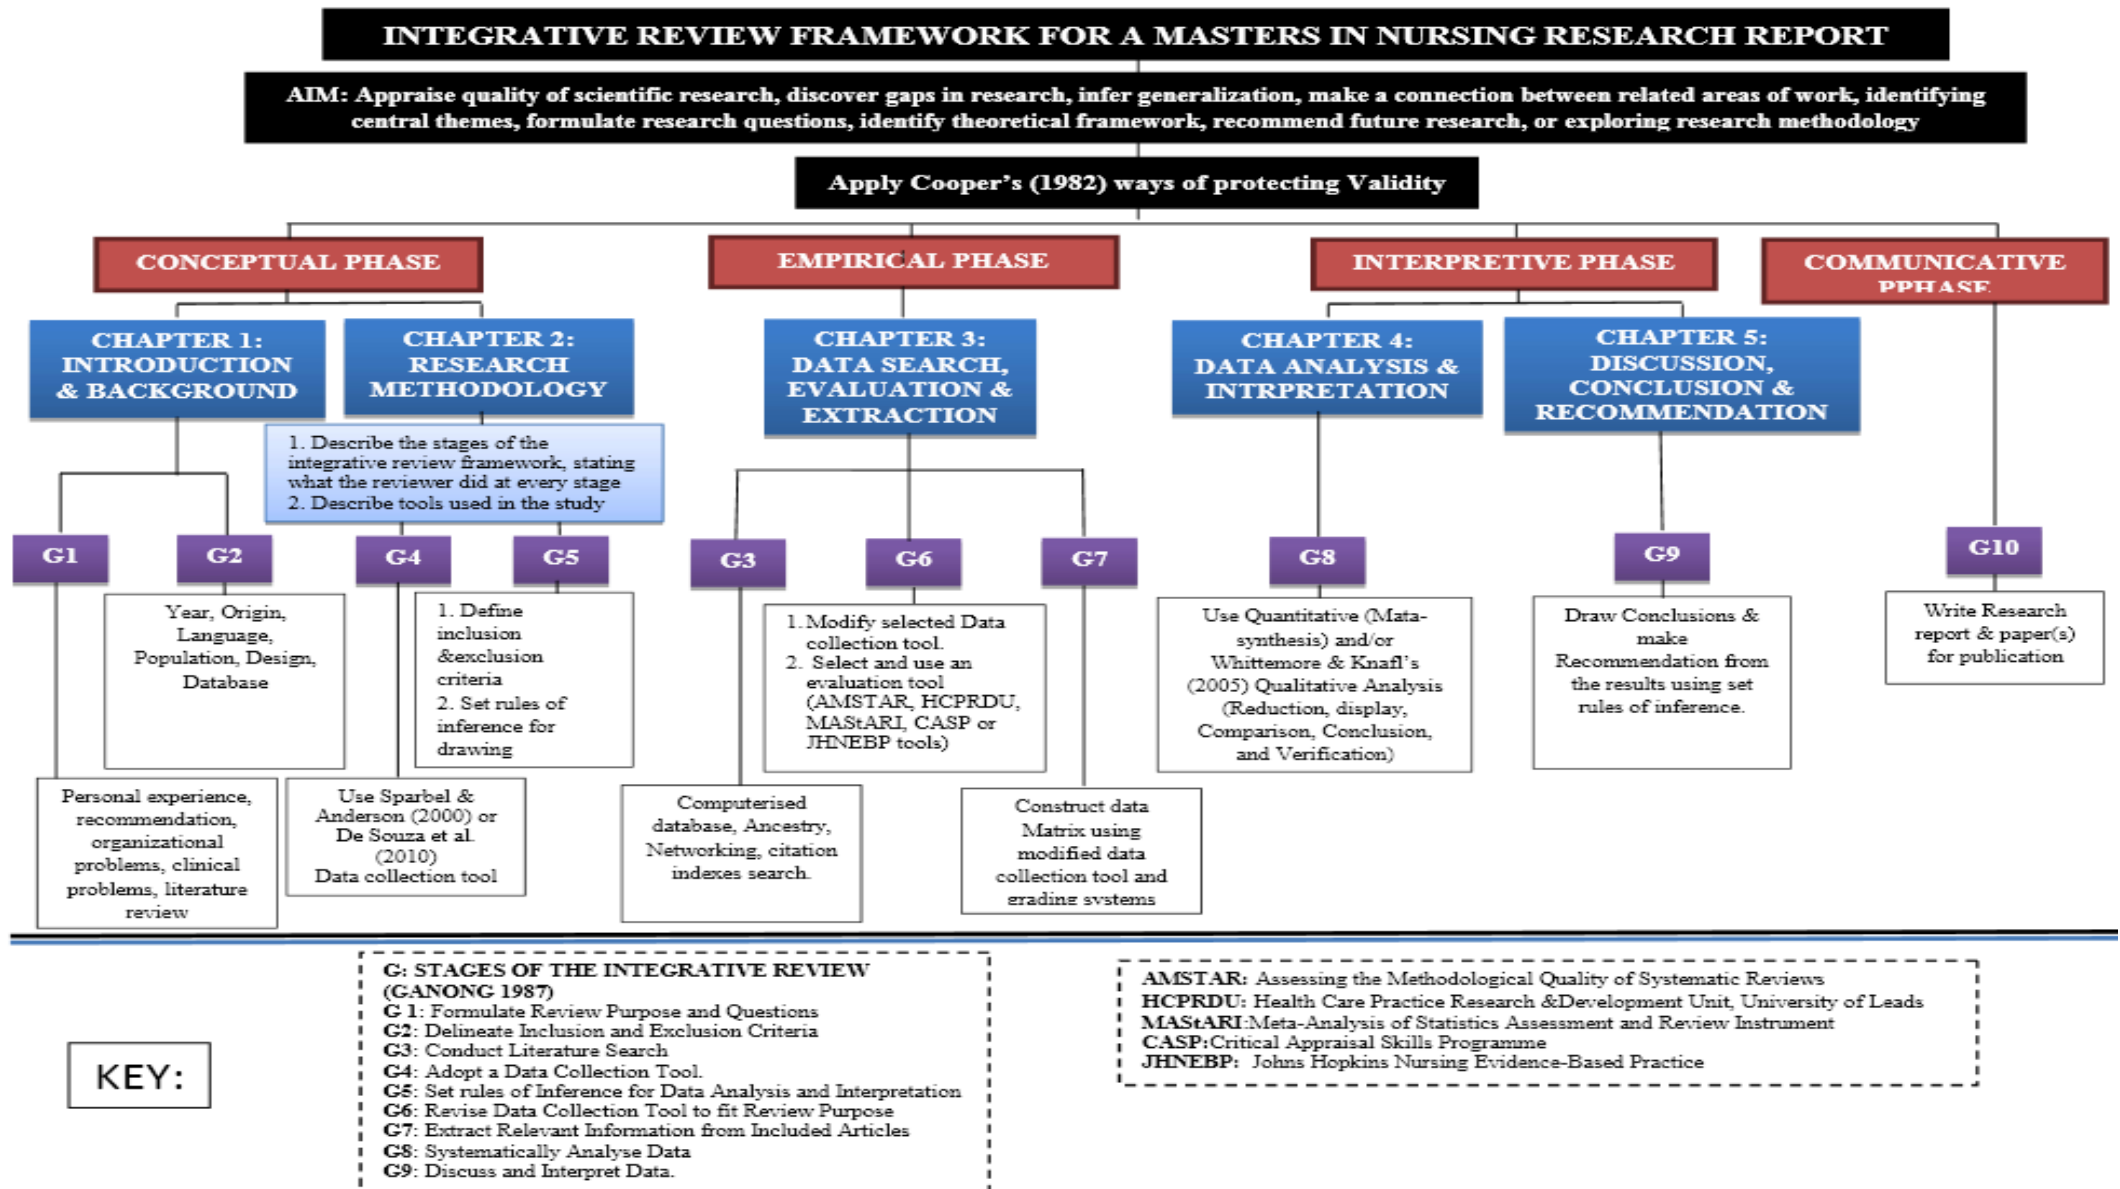 INTEGRATIVE REVIEW FRAMEWORK FOR A MASTERS IN NURSING RESEARCH REPORT
AIM: Appraise quality of scientific research, discover gaps in research, infer generalization, make a connection between related areas of work, identifying
central themes, formulate research questions, identify theoretical framework, recommend future research, or exploring research methodology
Apply Cooper's (1982) ways of protecting Validity
CONCEPTUAL PHASE
EMPIRICAL PHASE
INTERPRETIVE PHASE
COMMUNICATIVE
PPHASE
CHAPTER 1:
INTRODUCTION
& BACKGROUND
CHAPTER 2:
RESEARCH
METHODOLOGY
CHAPTER 3:
DATA SEARCH,
EVALUATION &
EXTRACTION
CHAPTER 4:
DATA ANALYSIS &
INTRPRETATION
CHAPTER 5:
DISCUSSION,
CONCLUSION &
RECOMMENDATION
1. Describe the stages of the
integrative review framework, stating
what the reviewer did at every stage
2. Describe tools used in the study
G1
G2
G4
G5
G3
G6
G7
G8
G9
G10
Year, Origin,
Language,
Population, Design,
Database
1. Define
inclusion
&exclusion
criteria
2. Set rules of
inference for
drawing
1. Modify selected Data
collection tool.
2. Select and use an
evaluation tool
(AMSTAR, HCPRDU,
MAStARI, CASP or
JHNEBP tools)
Use Quantitative (Mata-
synthesis) and/or
Whittemore & Knafl's
(2005) Qualitative Analysis
(Reduction, display,
Comparison, Conclusion,
and Verification)
Draw Conclusions &
make
Recommendation from
the results using set
rules of inference.
Write Research
report & paper(s)
for publication
Personal experience,
recommendation,
organizational
problems, clinical
problems, literature
review
Use Sparbel &
Anderson (2000) or
De Souza et al.
(2010)
Data collection tool
Computerised
database, Ancestry,
Networking, citation
indexes search.
Construct data
Matrix using
modified data
collection tool and
grading systems
KEY:
G: STAGES OF THE INTEGRATIVE REVIEW
(GANONG 1987)
G 1: Formulate Review Purpose and Questions
G2: Delineate Inclusion and Exclusion Criteria
G3: Conduct Literature Search
G4: Adopt a Data Collection Tool.
G5: Set rules of Inference for Data Analysis and Interpretation
G6: Revise Data Collection Tool to fit Review Purpose
G7: Extract Relevant Information from Included Articles
G8: Systematically Analyse Data
G9: Discuss and Interpret Data.
AMSTAR: Assessing the Methodological Quality of Systematic Reviews
HCPRDU: Health Care Practice Research &Development Unit, University of Leads
MAStARI:Meta-Analysis of Statistics Assessment and Review Instrument
CASP:Critical Appraisal Skills Programme
JHNEBP: Johns Hopkins Nursing Evidence-Based Practice